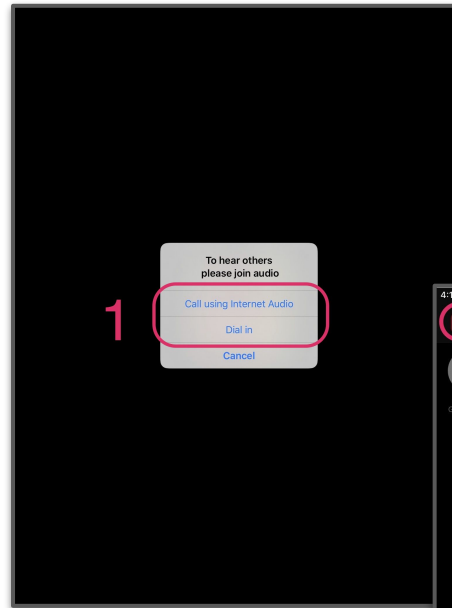 To hear others
please join audio
Call using Internet Audio
1
Dial in
Cancel